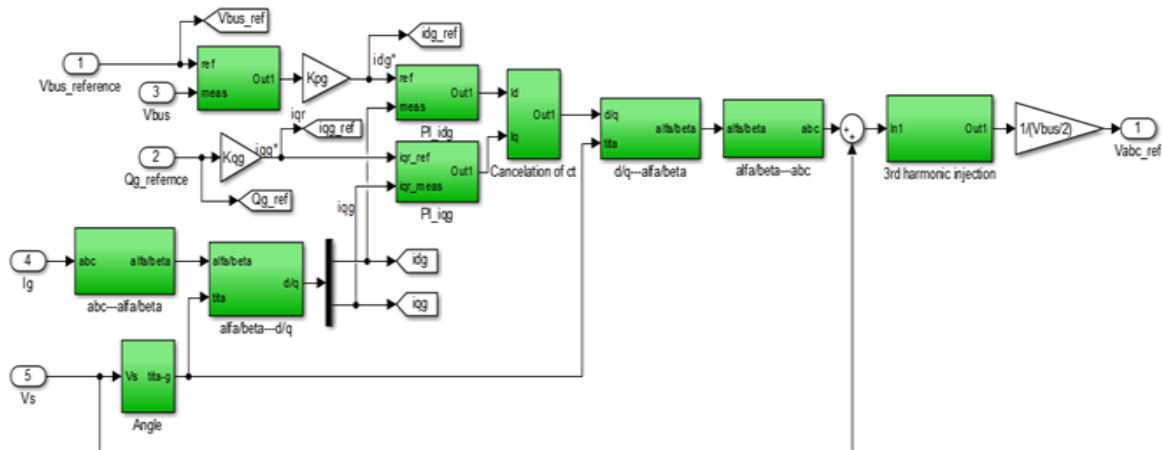 Vbus_ref
1
Vbus_reference
ref
meas
Out1
3
Vbus
Kpg
idg*
idg_ref
ref
meas
Out1
PI_idg
iqr
iqg_ref
2
Qg_refernce
Kqg
iqg*
Qg_ref
iqr_ref
iqr_meas
Out1
PI_iqg
iqg
Id
Iq
Out1
Cancelation of ct
d/q
tita
alfa/beta
d/q---alfa/beta
alfa/beta
abc
alfa/beta---abc
+
+
In1
Out1
3rd harmonic injection
1/(Vbus/2)
1
Vabc_ref
4
Ig
abc
alfa/beta
abc---alfa/beta
alfa/beta
tita
d/q
alfa/beta---d/q
idg
iqg
5
Vs
Vs
tita-g
Angle